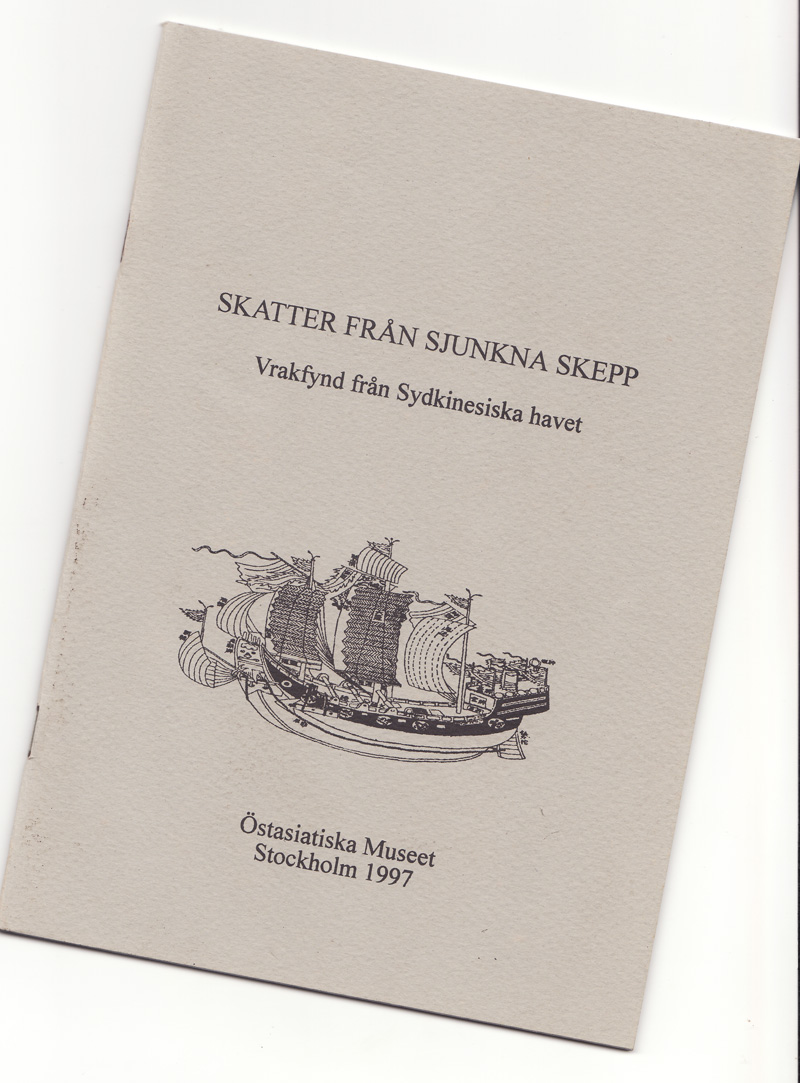 SKATTER FRÅN SJUNKNA SKEPP
Vrakfynd från Sydkinesiska havet
Östasiatiska Museet
Stockholm 1997